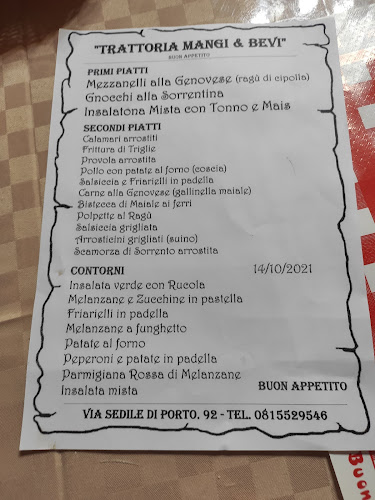 "TRATTORIA MANGI & BEVI"
BUON APPETITO
PRIMI PIATTI
Mezzanelli alla Genovese (ragù di cipolla)
Gnocchi alla Sorrentina
Insalatona Mista con Tonno e Mais
SECONDI PIATTI
Calamari arrostiti
Frittura di Triglie
Provola arrostita
Pollo con patate al forno (coscia)
Salsiccia e Friarielli in padella
Carne alla Genovese (gallinella maiale)
Bistecca di Maiale ai ferri
Polpette al Ragù
Salsiccia grigliata
Arrosticini grigliati (suino)
Scamorza di Sorrento arrostita
CONTORNI 14/10/2021
Insalata verde con Rucola
Melanzane e Zucchine in pastella
Friarielli in padella
Melanzane a funghetto
Patate al forno
Peperoni e patate in padella
Parmigiana Rossa di Melanzane
Insalata mista BUON APPETITO
VIA SEDILE DI PORTO, 92 - TEL. 0815529546
Buon